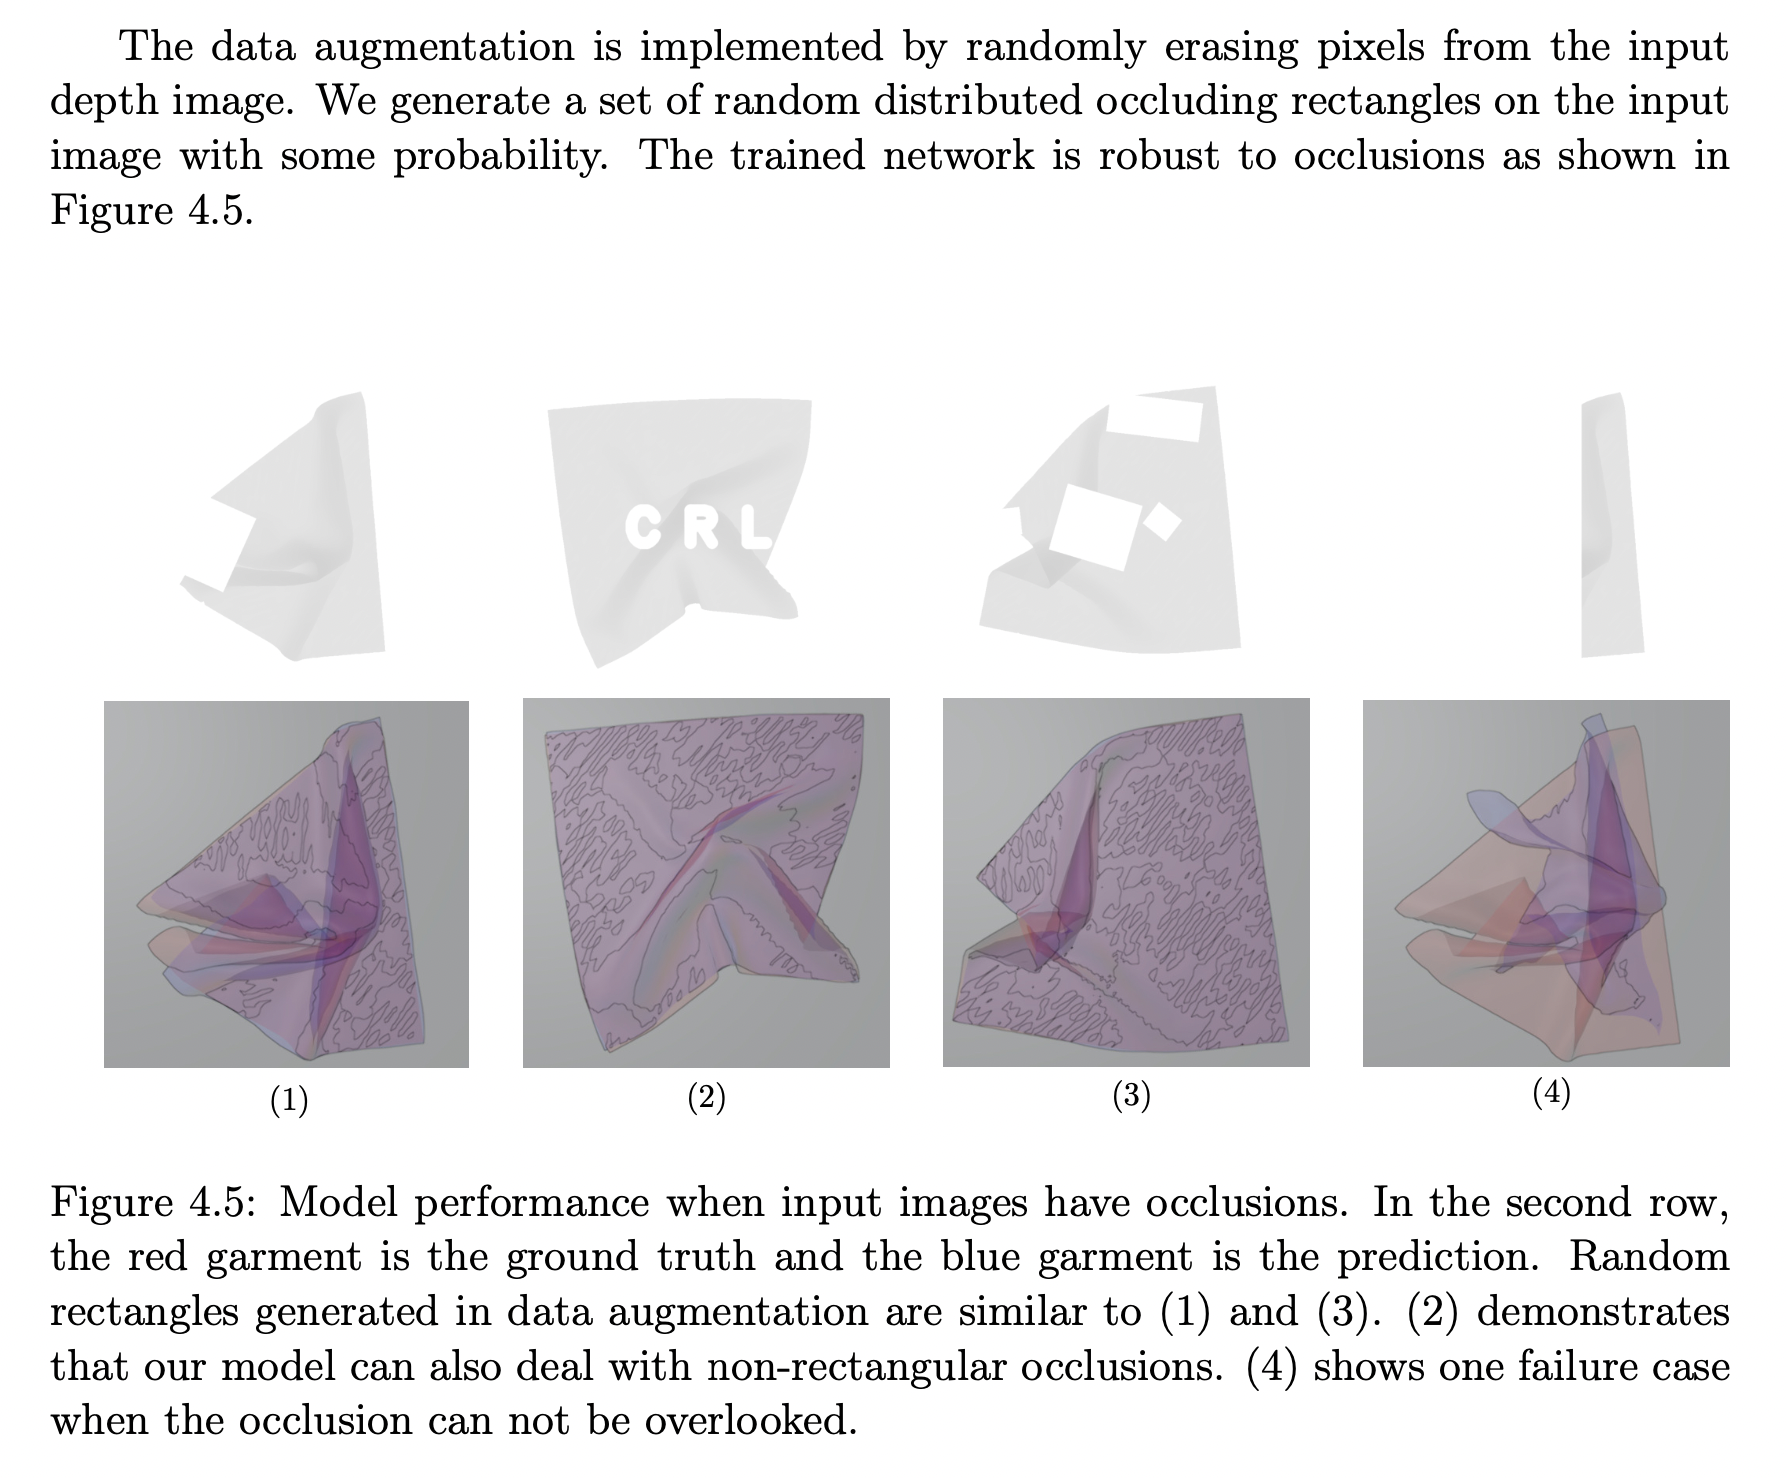 The data augmentation is implemented by randomly erasing pixels from the input
depth image. We generate a set of random distributed occluding rectangles on the input
image with some probability. The trained network is robust to occlusions as shown in
Figure 4.5.
C R L
(1)
(2)
(3)
(4)
Figure 4.5: Model performance when input images have occlusions. In the second row,
the red garment is the ground truth and the blue garment is the prediction. Random
rectangles generated in data augmentation are similar to (1) and (3). (2) demonstrates
that our model can also deal with non-rectangular occlusions. (4) shows one failure case
when the occlusion can not be overlooked.